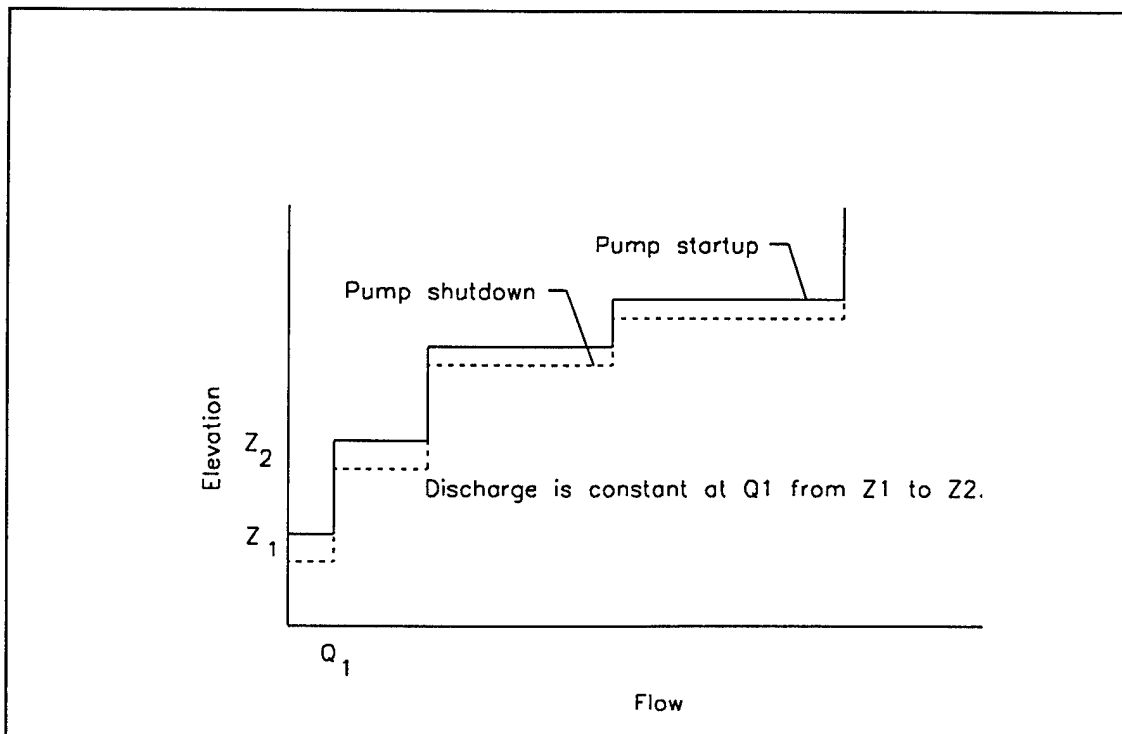 Pump startup
Pump shutdown
Elevation
Z2
Discharge is constant at Q1 from Z1 to Z2.
Z1
Q1
Flow